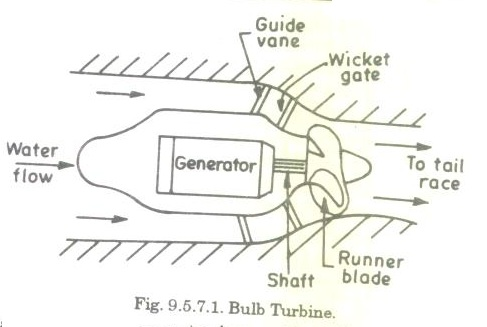 Guide
vane
Wicket
gate
Water
flow
Generator
To tail
race
Runner
blade
Shaft
Fig. 9.5.7.1. Bulb Turbine.